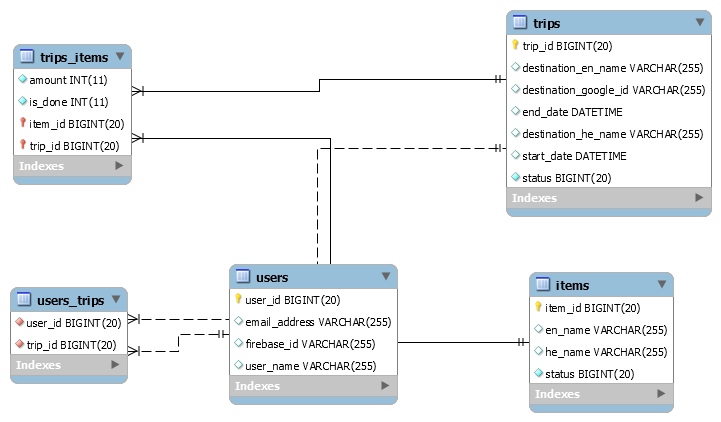 trips_items
amount INT(11)
is_done INT(11)
item_id BIGINT(20)
trip_id BIGINT(20)
Indexes
trips
trip_id BIGINT(20)
destination_en_name VARCHAR(255)
destination_google_id VARCHAR(255)
end_date DATETIME
destination_he_name VARCHAR(255)
start_date DATETIME
status BIGINT(20)
Indexes
users_trips
user_id BIGINT(20)
trip_id BIGINT(20)
Indexes
users
user_id BIGINT(20)
email_address VARCHAR(255)
firebase_id VARCHAR(255)
user_name VARCHAR(255)
Indexes
items
item_id BIGINT(20)
en_name VARCHAR(255)
he_name VARCHAR(255)
status BIGINT(20)
Indexes